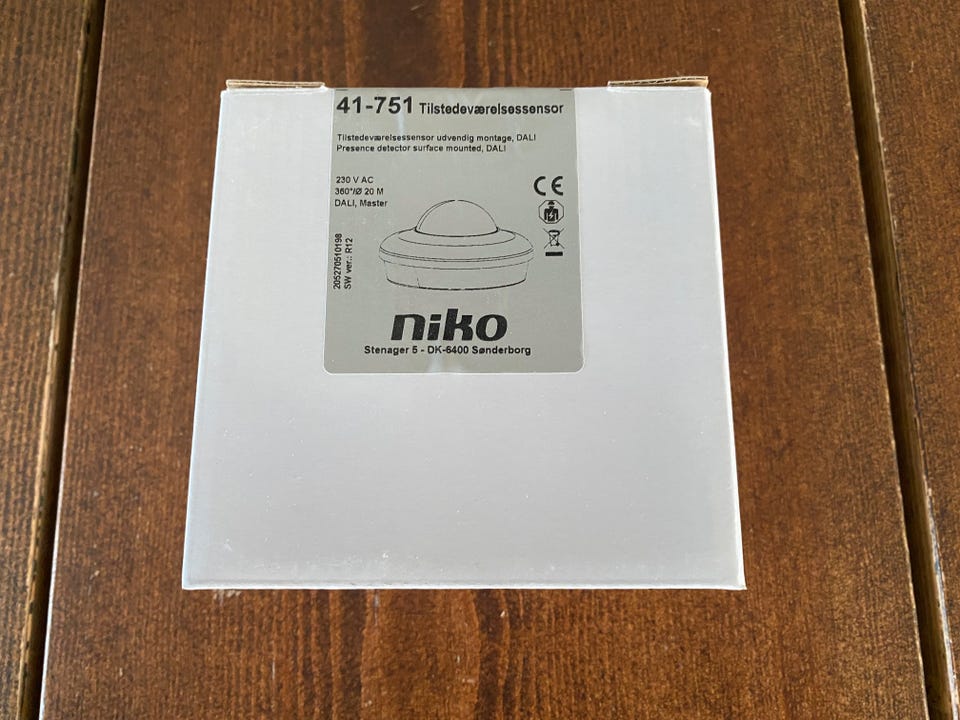 41-751 Tilstedeværelsessensor
Tilstedeværelsessensor udvendig montage, DALI
Presence detector surface mounted, DALI
230 V AC
360°/Ø 20 M
DALI, Master
CE
205270510198
SW ver.: R12
niko
Stenager 5 - DK-6400 Sønderborg